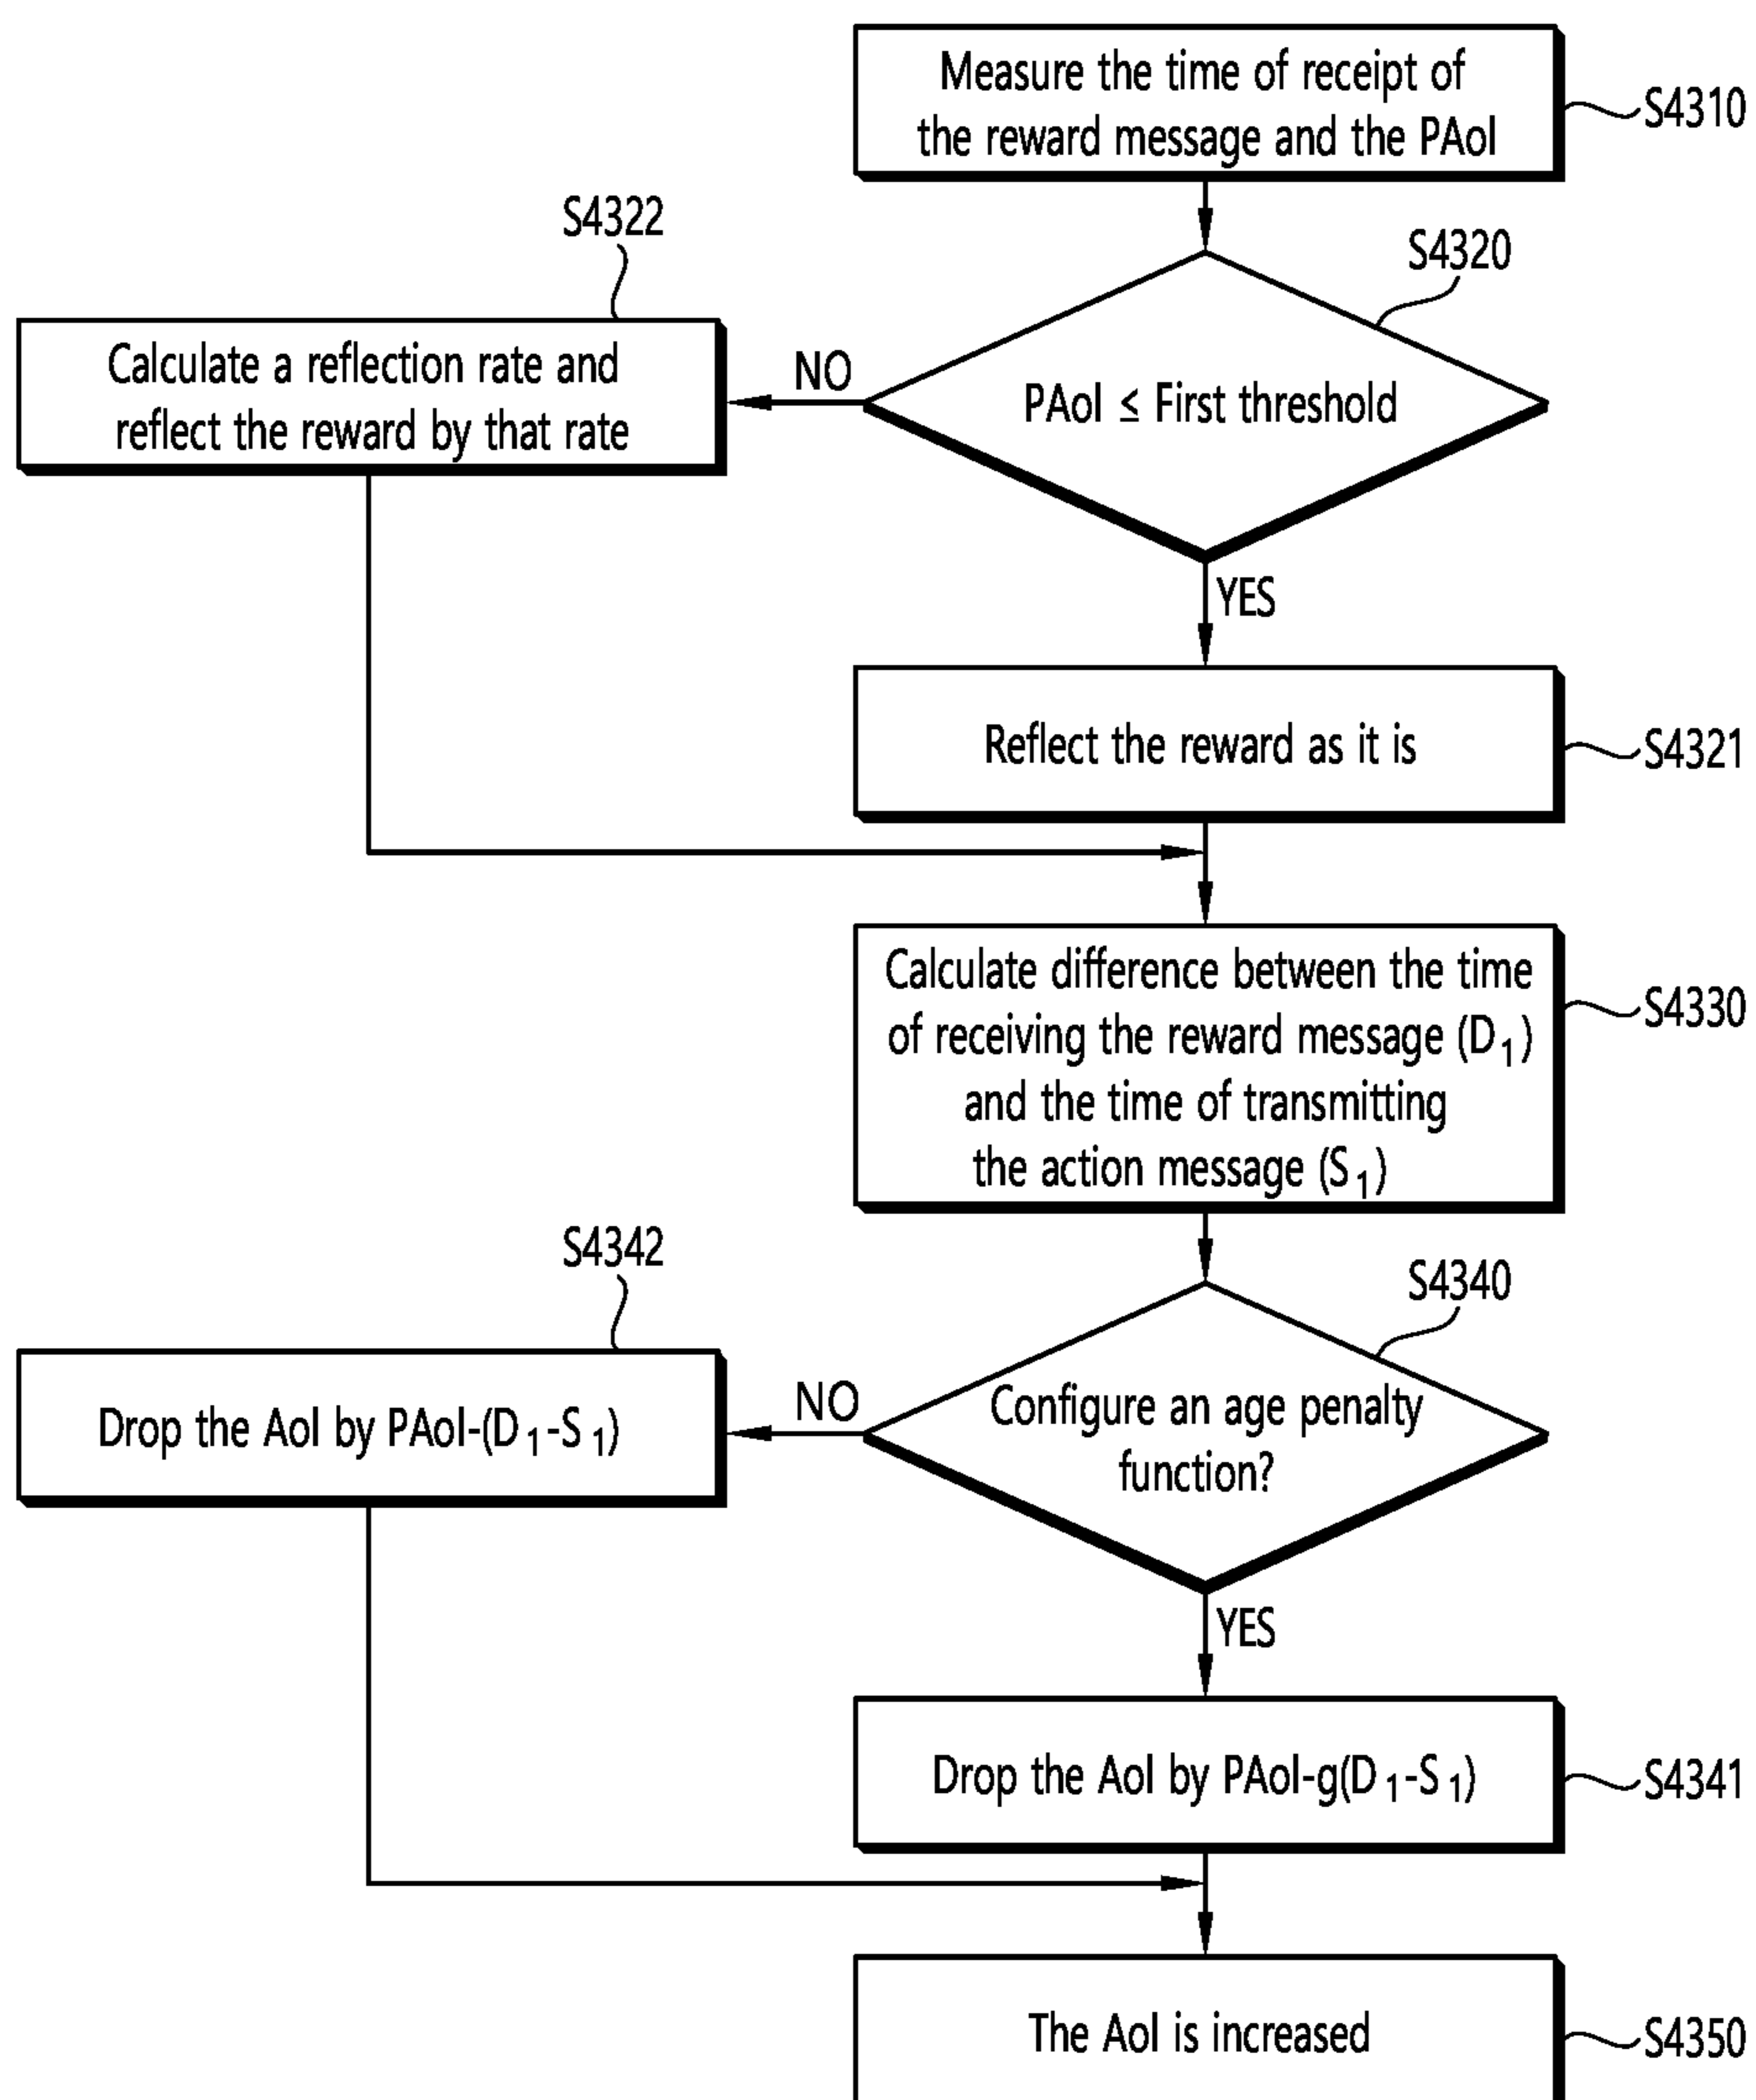 Measure the time of receipt of
the reward message and the PAoI
S4310
S4322
S4320
Calculate a reflection rate and
reflect the reward by that rate
NO
PAoI ≤ First threshold
YES
Reflect the reward as it is
S4321
Calculate difference between the time
of receiving the reward message (D₁)
and the time of transmitting
the action message (S₁)
S4330
S4342
S4340
Drop the AoI by PAoI-(D₁-S₁)
NO
Configure an age penalty
function?
YES
Drop the AoI by PAoI-g(D₁-S₁)
S4341
The AoI is increased
S4350